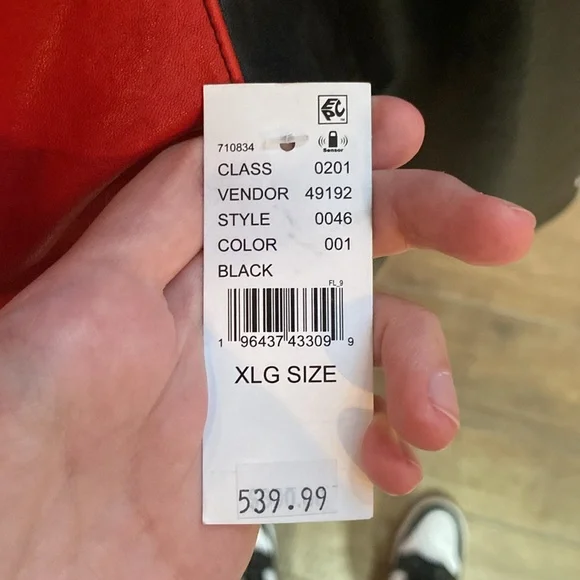 EPC
Sensor
710834
CLASS 0201
VENDOR 49192
STYLE 0046
COLOR 001
BLACK
FL_9
1 96437 43309 9
XLG SIZE
539.99